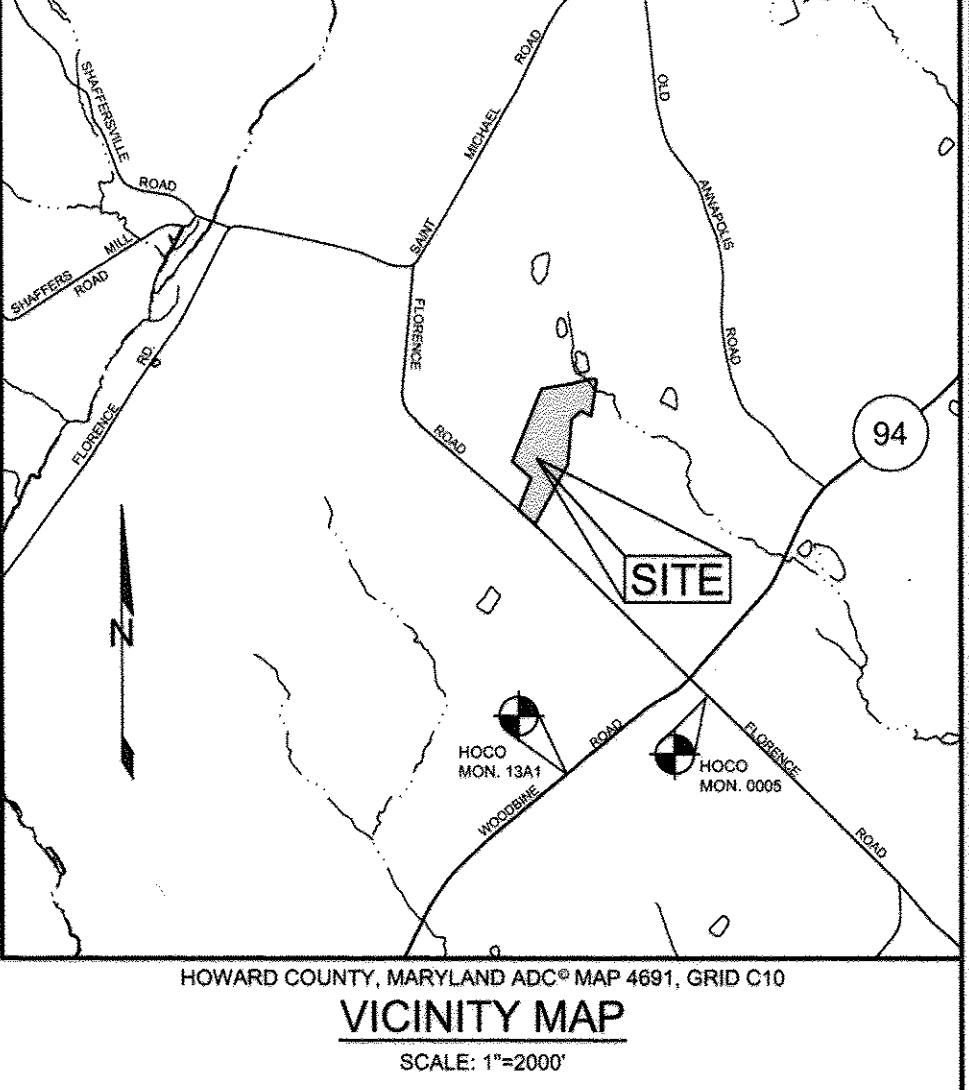 SHAFFERSVILLE
ROAD
SHAFFERS MILL
ROAD
FLORENCE RD.
SAINT MICHAEL ROAD
FLORENCE
ROAD
OLD
ANNAPOLIS
ROAD
94
SITE
N
HOCO
MON. 13A1
WOODBINE ROAD
HOCO
MON. 0005
FLORENCE
ROAD
HOWARD COUNTY, MARYLAND ADC© MAP 4691, GRID C10
VICINITY MAP
SCALE: 1"=2000'